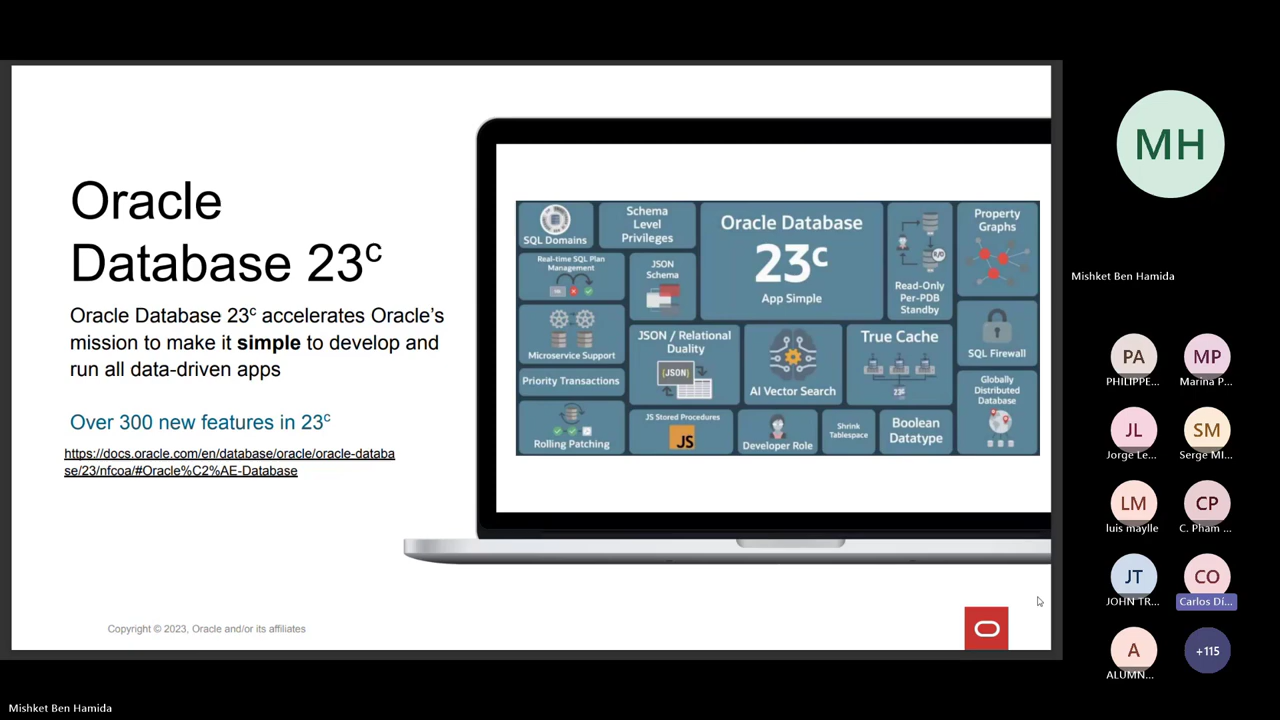 Oracle
Database 23c
Oracle Database 23c accelerates Oracle's
mission to make it simple to develop and
run all data-driven apps
Over 300 new features in 23c
https://docs.oracle.com/en/database/oracle/oracle-databa
se/23/nfcoa/#Oracle%C2%AE-Database
SQL Domains
Schema
Level
Privileges
Oracle Database
23c
App Simple
Read-Only
Per-PDB
Standby
Property
Graphs
Real-time SQL Plan
Management
JSON
Schema
Microservice Support
JSON / Relational
Duality
{JSON}
AI Vector Search
True Cache
23c
SQL Firewall
Priority Transactions
Globally
Distributed
Database
Rolling Patching
JS Stored Procedures
JS
Developer Role
Shrink
Tablespace
Boolean
Datatype
Copyright © 2023, Oracle and/or its affiliates
MH
Mishket Ben Hamida
PA
PHILIPPE...
MP
Marina P...
JL
Jorge Le...
SM
Serge MI...
LM
luis maylle
CP
C. Pham ...
JT
JOHN TR...
CO
Carlos Dí...
A
ALUMN...
+115
Mishket Ben Hamida